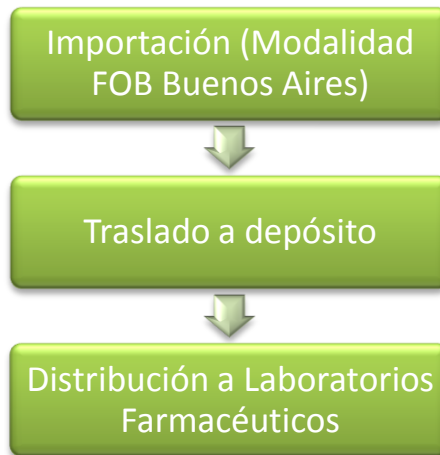 Importación (Modalidad
FOB Buenos Aires)
Traslado a depósito
Distribución a Laboratorios
Farmacéuticos